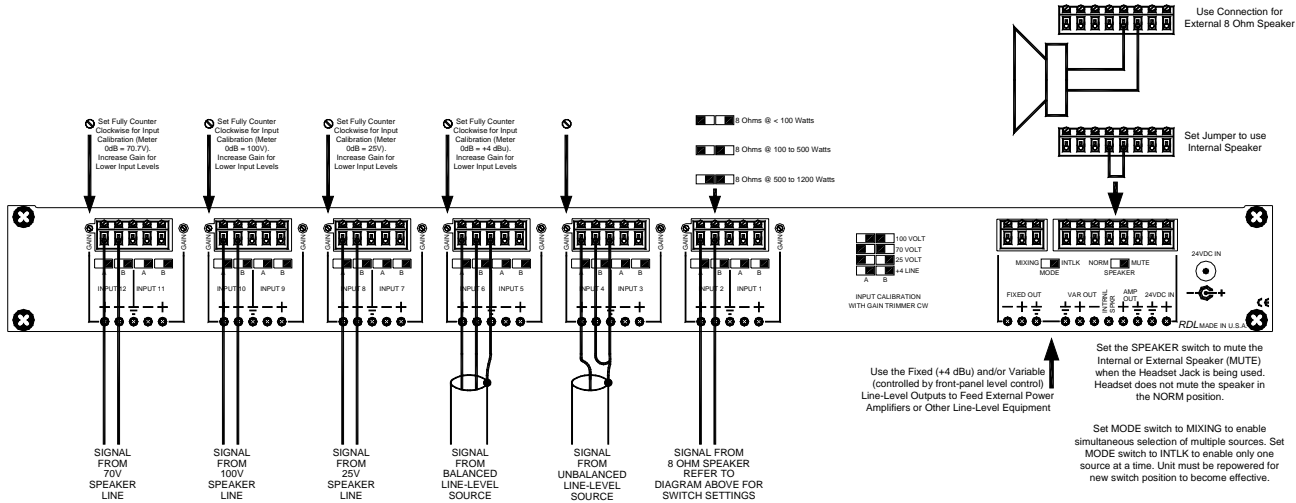 Use Connection for
External 8 Ohm Speaker
Set Jumper to use
Internal Speaker
Set Fully Counter
Clockwise for Input
Calibration (Meter
0dB = 70.7V).
Increase Gain for
Lower Input Levels
Set Fully Counter
Clockwise for Input
Calibration (Meter
0dB = 100V).
Increase Gain for
Lower Input Levels
Set Fully Counter
Clockwise for Input
Calibration (Meter
0dB = 25V).
Increase Gain for
Lower Input Levels
Set Fully Counter
Clockwise for Input
Calibration (Meter
0dB = +4 dBu).
Increase Gain for
Lower Input Levels
8 Ohms @ < 100 Watts
8 Ohms @ 100 to 500 Watts
8 Ohms @ 500 to 1200 Watts
GAIN
GAIN
A B A B
INPUT 12 INPUT 11
+ - - +
GAIN
GAIN
A B A B
INPUT 10 INPUT 9
+ - - +
GAIN
GAIN
A B A B
INPUT 8 INPUT 7
+ - - +
GAIN
GAIN
A B A B
INPUT 6 INPUT 5
+ - - +
GAIN
GAIN
A B A B
INPUT 4 INPUT 3
+ - - +
GAIN
GAIN
A B A B
INPUT 2 INPUT 1
+ - - +
100 VOLT
70 VOLT
25 VOLT
+4 LINE
A B
INPUT CALIBRATION
WITH GAIN TRIMMER CW
MIXING INTLK
MODE
NORM MUTE
SPEAKER
FIXED OUT
- +
VAR OUT
+ -
INTRNL
SPKR
AMP
OUT
+
24VDC IN
+
24VDC IN
- +
CE
RDL MADE IN U.S.A.
SIGNAL
FROM
70V
SPEAKER
LINE
SIGNAL
FROM
100V
SPEAKER
LINE
SIGNAL
FROM
25V
SPEAKER
LINE
SIGNAL
FROM
BALANCED
LINE-LEVEL
SOURCE
SIGNAL
FROM
UNBALANCED
LINE-LEVEL
SOURCE
SIGNAL FROM
8 OHM SPEAKER
REFER TO
DIAGRAM ABOVE FOR
SWITCH SETTINGS
Use the Fixed (+4 dBu) and/or Variable
(controlled by front-panel level control)
Line-Level Outputs to Feed External Power
Amplifiers or Other Line-Level Equipment
Set the SPEAKER switch to mute the
Internal or External Speaker (MUTE)
when the Headset Jack is being used.
Headset does not mute the speaker in
the NORM position.
Set MODE switch to MIXING to enable
simultaneous selection of multiple sources. Set
MODE switch to INTLK to enable only one
source at a time. Unit must be repowered for
new switch position to become effective.